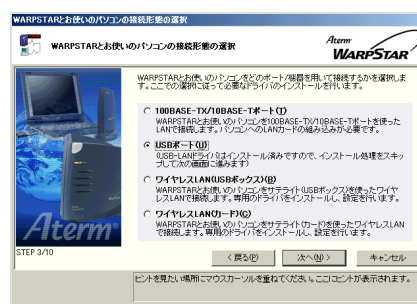 WARPSTARとお使いのパソコンの接続形態の選択
WARPSTARとお使いのパソコンの接続形態の選択
Aterm
WARPSTAR
WARPSTARとお使いのパソコンをどのポート/機器を用いて接続するかを選択しま
す。ここでの選択に従って必要なドライバのインストールを行います。
100BASE-TX/10BASE-Tポート(T)
WARPSTARとお使いのパソコンを100BASE-TX/10BASE-Tポートを使った
LANで接続します。パソコンへのLANカードの組み込みが必要です。
USBポート(U)
(USB-LANドライバはインストール済みですので、インストール処理をスキッ
プして次の画面に進みます)
ワイヤレスLAN(USBボックス)(B)
WARPSTARとお使いのパソコンをサテライト(USBボックス)を使ったワイヤ
レスLANで接続します。専用のドライバをインストールし、設定を行います。
ワイヤレスLAN(カード)(C)
WARPSTARとお使いのパソコンをサテライト(カード)を使ったワイヤレスLAN
で接続します。専用のドライバをインストールし、設定を行います。
Aterm
STEP 3/10
< 戻る(P)
次へ(N) >
キャンセル
ヒントを見たい場所にマウスカーソルを重ねてください。ここにヒントが表示されます。